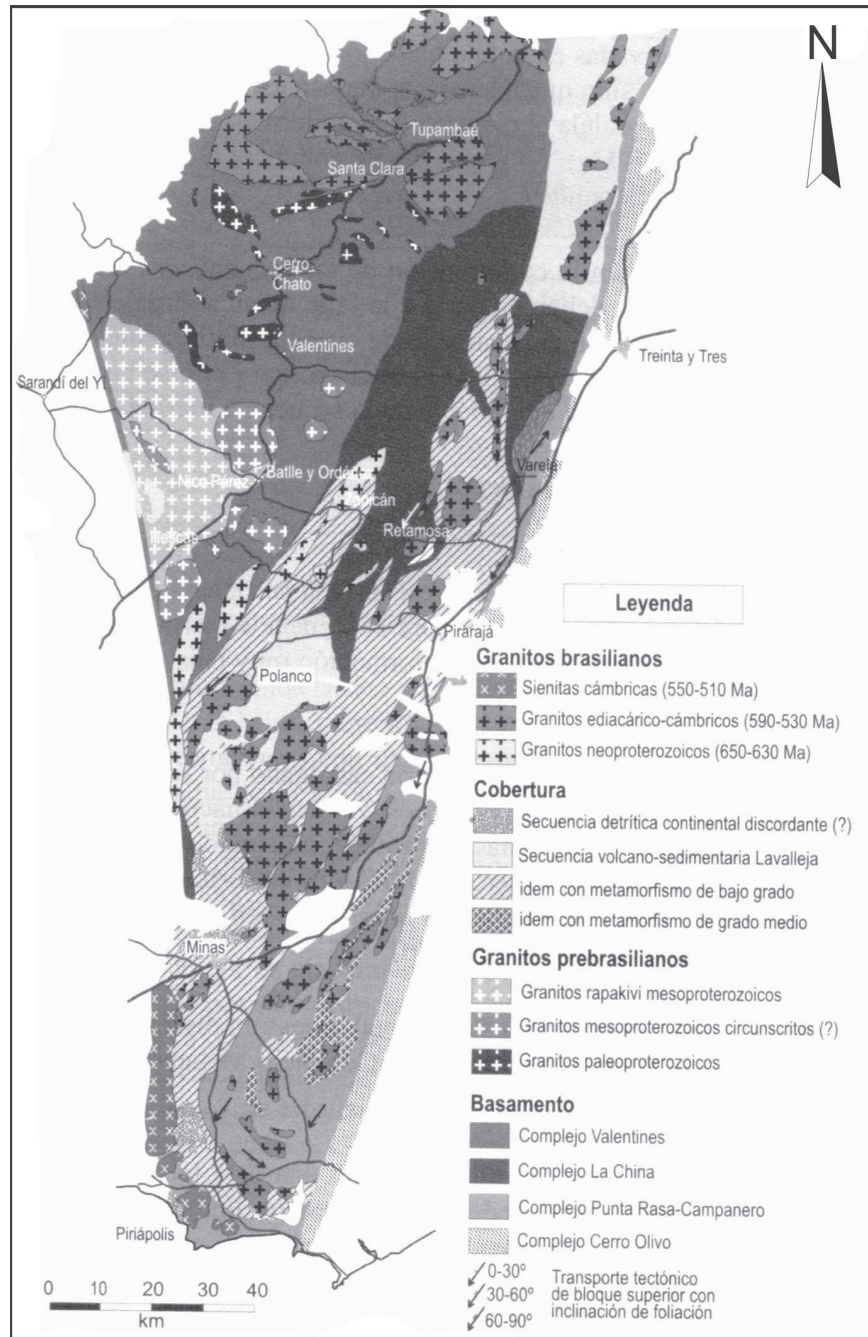 N
Tupambaé
Santa Clara
Cerro
Chato
Valentines
Treinta y Tres
Sarandí del Yí
Varela
Nico Pérez
Batlle y Ordóñ
Retamosa
Illescas
Pirarajá
Polanco
Minas
Piriápolis
0 10 20 30 40
km
Leyenda
Granitos brasilianos
Sienitas cámbricas (550-510 Ma)
Granitos ediacárico-cámbricos (590-530 Ma)
Granitos neoproterozoicos (650-630 Ma)
Cobertura
Secuencia detrítica continental discordante (?)
Secuencia volcano-sedimentaria Lavalleja
idem con metamorfismo de bajo grado
idem con metamorfismo de grado medio
Granitos prebrasilianos
Granitos rapakivi mesoproterozoicos
Granitos mesoproterozoicos circunscritos (?)
Granitos paleoproterozoicos
Basamento
Complejo Valentines
Complejo La China
Complejo Punta Rasa-Campanero
Complejo Cerro Olivo
0-30º
30-60º
60-90º
Transporte tectónico
de bloque superior con
inclinación de foliación